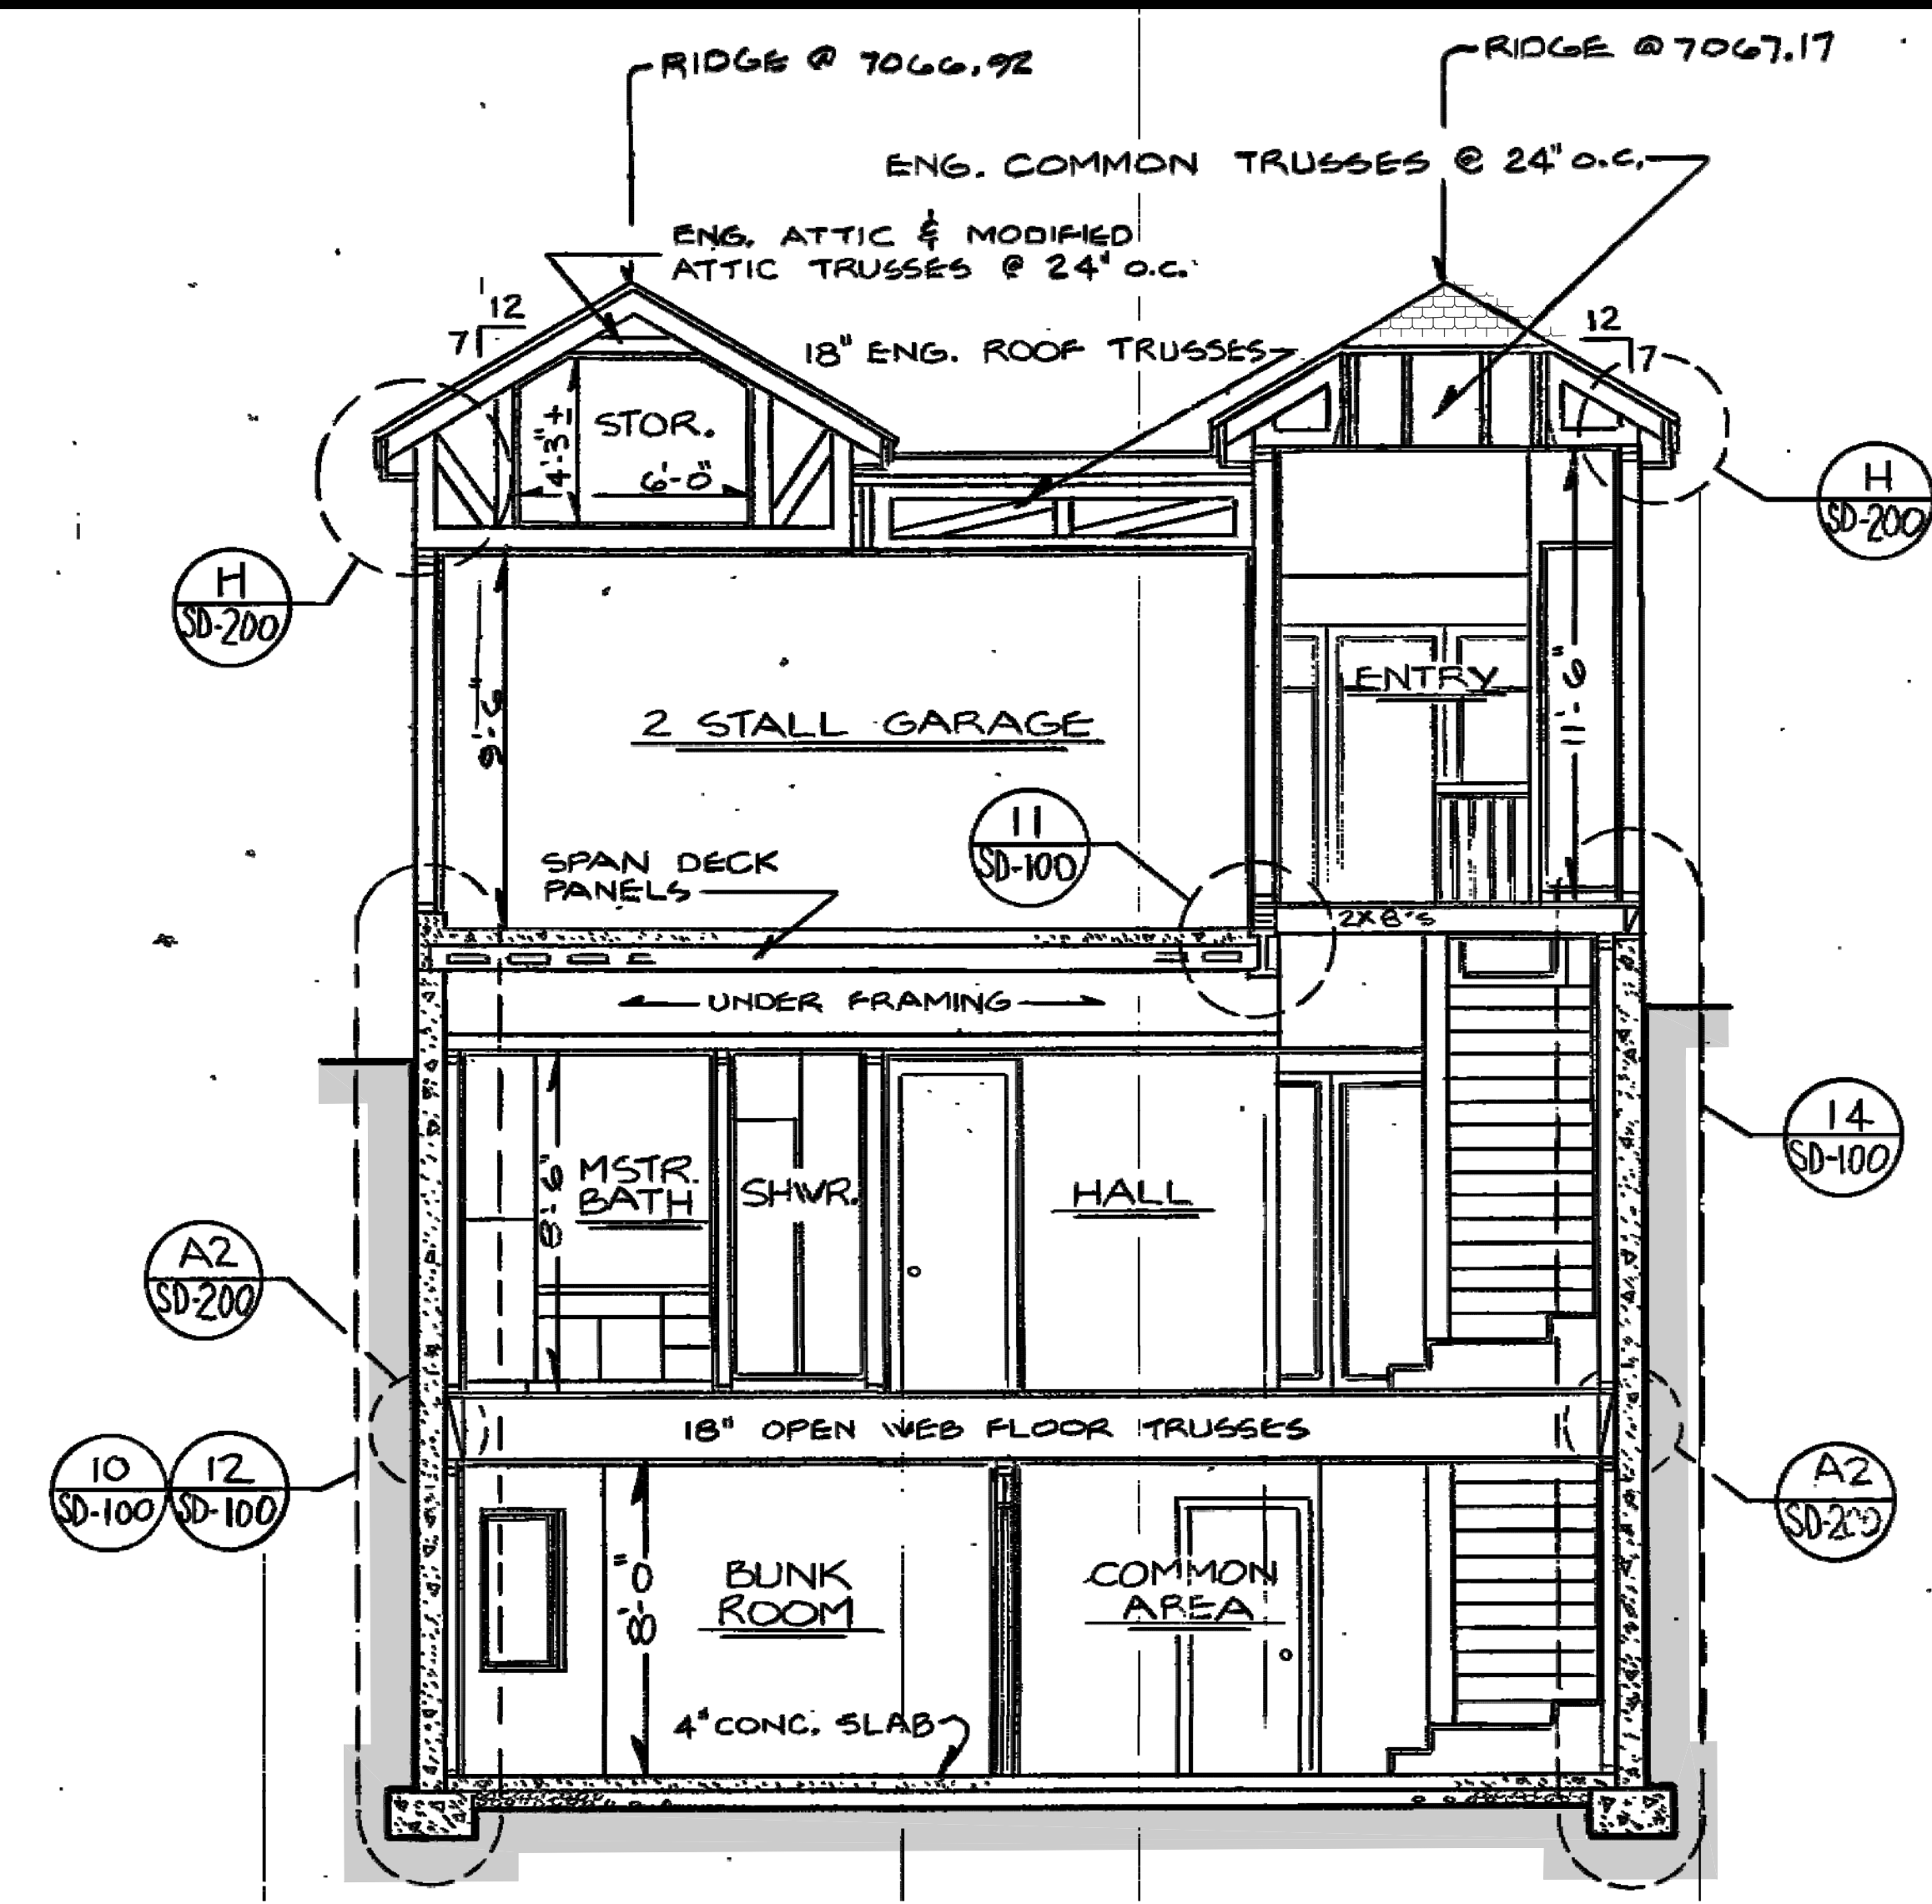 RIDGE @ 7066.92
RIDGE @ 7067.17
ENG. COMMON TRUSSES @ 24" O.C.
ENG. ATTIC & MODIFIED
ATTIC TRUSSES @ 24" O.C.
12
7
18" ENG. ROOF TRUSSES
12
7
STOR.
4'-3"±
6'-0"
H
SD-200
H
SD-200
9'-6"
2 STALL GARAGE
ENTRY
11'-6"
11
SD-100
SPAN DECK
PANELS
2X8'S
UNDER FRAMING
14
SD-100
8'-6"
MSTR.
BATH
SHWR.
HALL
A2
SD-200
18" OPEN WEB FLOOR TRUSSES
10
SD-100
12
SD-100
A2
SD-200
8'-0"
BUNK
ROOM
COMMON
AREA
4" CONC. SLAB